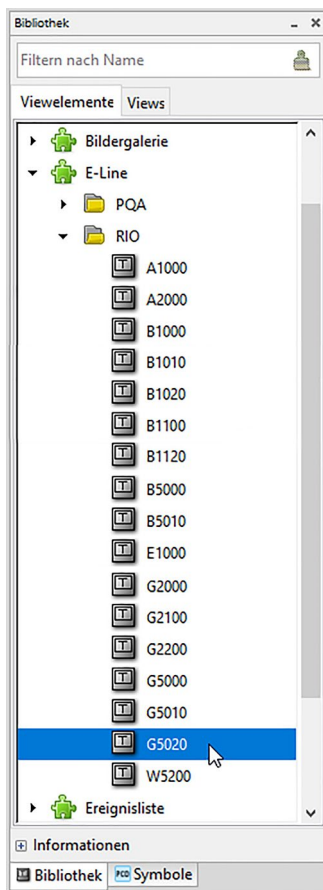 Bibliothek
Filtern nach Name
Viewelemente Views
Bildergalerie
E-Line
PQA
RIO
A1000
A2000
B1000
B1010
B1020
B1100
B1120
B5000
B5010
E1000
G2000
G2100
G2200
G5000
G5010
G5020
W5200
Ereignisliste
Informationen
Bibliothek PCD Symbole